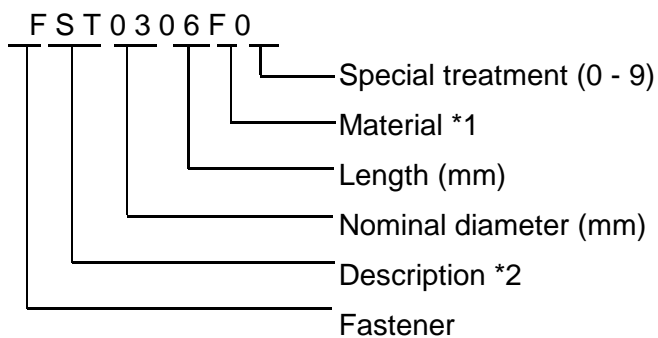 F S T 0 3 0 6 F 0
Special treatment (0 - 9)
Material *1
Length (mm)
Nominal diameter (mm)
Description *2
Fastener